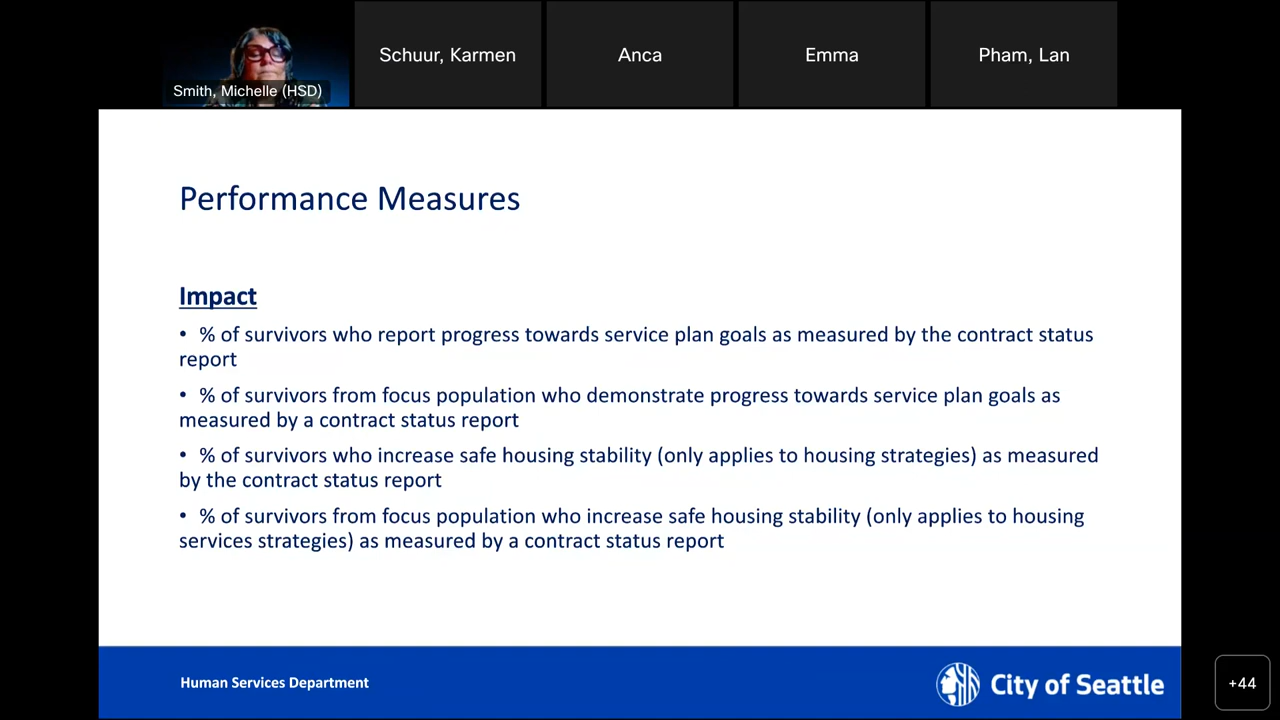 Smith, Michelle (HSD)
Schuur, Karmen
Anca
Emma
Pham, Lan
Performance Measures
Impact
• % of survivors who report progress towards service plan goals as measured by the contract status
report
• % of survivors from focus population who demonstrate progress towards service plan goals as
measured by a contract status report
• % of survivors who increase safe housing stability (only applies to housing strategies) as measured
by the contract status report
• % of survivors from focus population who increase safe housing stability (only applies to housing
services strategies) as measured by a contract status report
Human Services Department
City of Seattle
+44